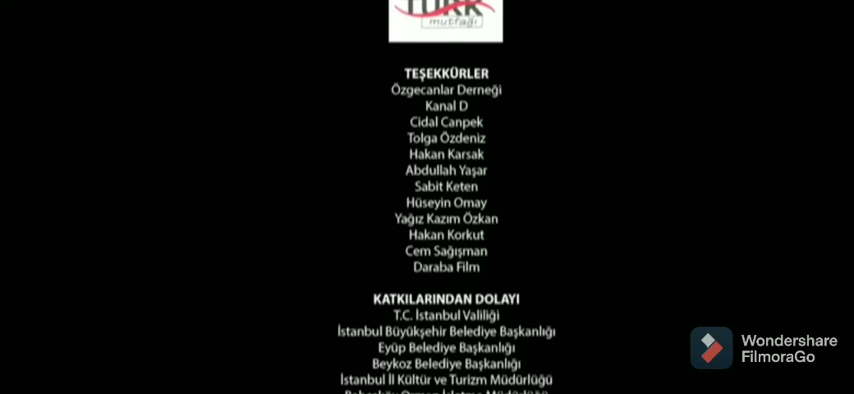 TÜRK
mutfağı
TEŞEKKÜRLER
Özgecanlar Derneği
Kanal D
Cidal Canpek
Tolga Özdeniz
Hakan Karsak
Abdullah Yaşar
Sabit Keten
Hüseyin Omay
Yağız Kazım Özkan
Hakan Korkut
Cem Sağışman
Daraba Film
KATKILARINDAN DOLAYI
T.C. İstanbul Valiliği
İstanbul Büyükşehir Belediye Başkanlığı
Eyüp Belediye Başkanlığı
Beykoz Belediye Başkanlığı
İstanbul İl Kültür ve Turizm Müdürlüğü
Wondershare
FilmoraGo